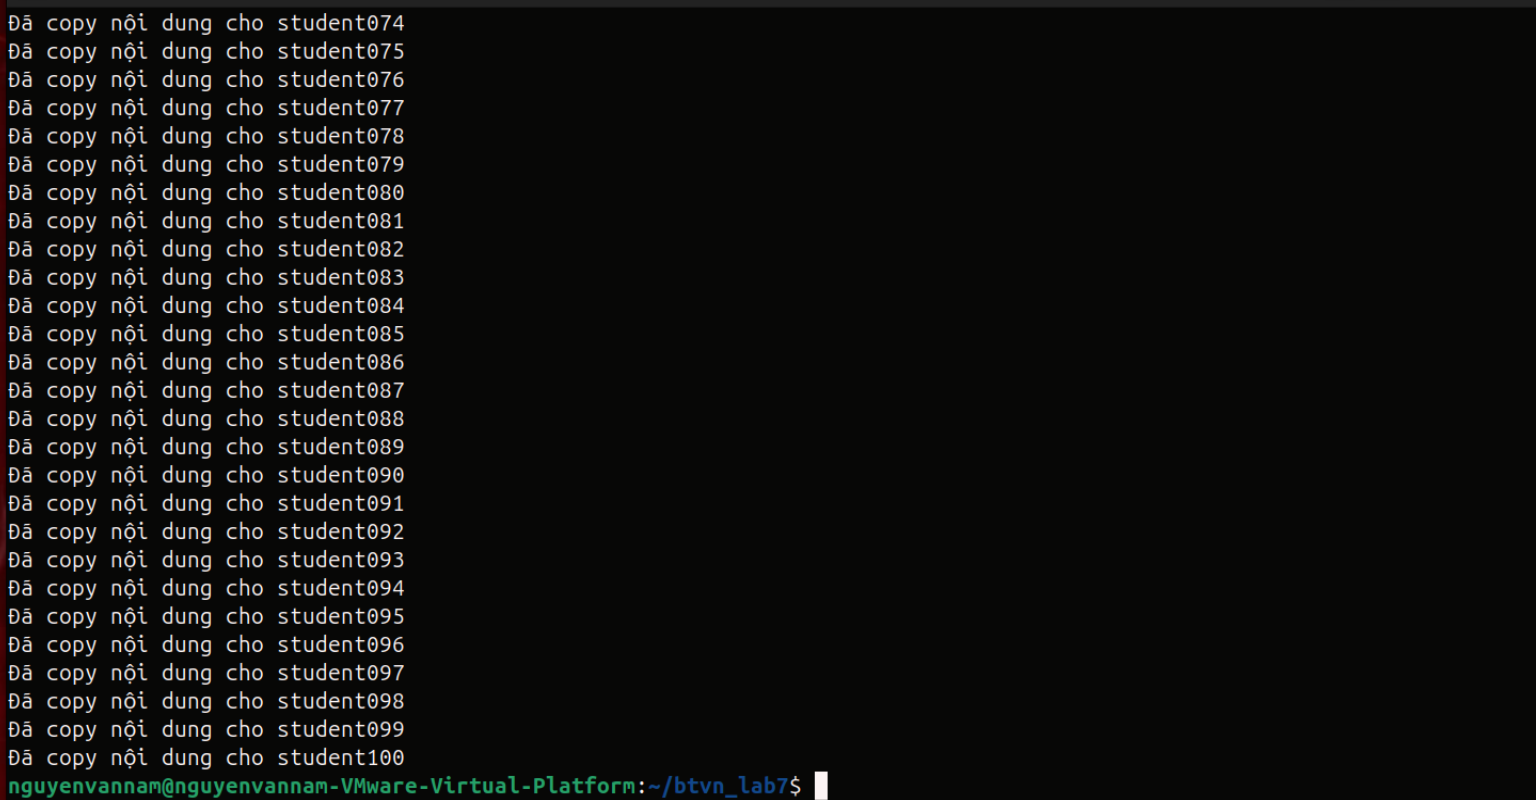 Đã copy nội dung cho student074
Đã copy nội dung cho student075
Đã copy nội dung cho student076
Đã copy nội dung cho student077
Đã copy nội dung cho student078
Đã copy nội dung cho student079
Đã copy nội dung cho student080
Đã copy nội dung cho student081
Đã copy nội dung cho student082
Đã copy nội dung cho student083
Đã copy nội dung cho student084
Đã copy nội dung cho student085
Đã copy nội dung cho student086
Đã copy nội dung cho student087
Đã copy nội dung cho student088
Đã copy nội dung cho student089
Đã copy nội dung cho student090
Đã copy nội dung cho student091
Đã copy nội dung cho student092
Đã copy nội dung cho student093
Đã copy nội dung cho student094
Đã copy nội dung cho student095
Đã copy nội dung cho student096
Đã copy nội dung cho student097
Đã copy nội dung cho student098
Đã copy nội dung cho student099
Đã copy nội dung cho student100
nguyenvannam@nguyenvannam-VMware-Virtual-Platform:~/btvn_lab7$